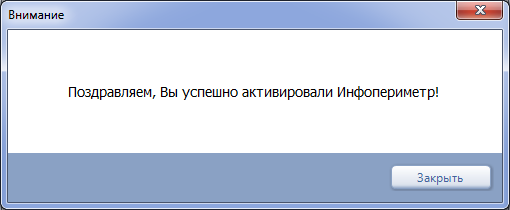 Внимание
Поздравляем, Вы успешно активировали Инфопериметр!
Закрыть